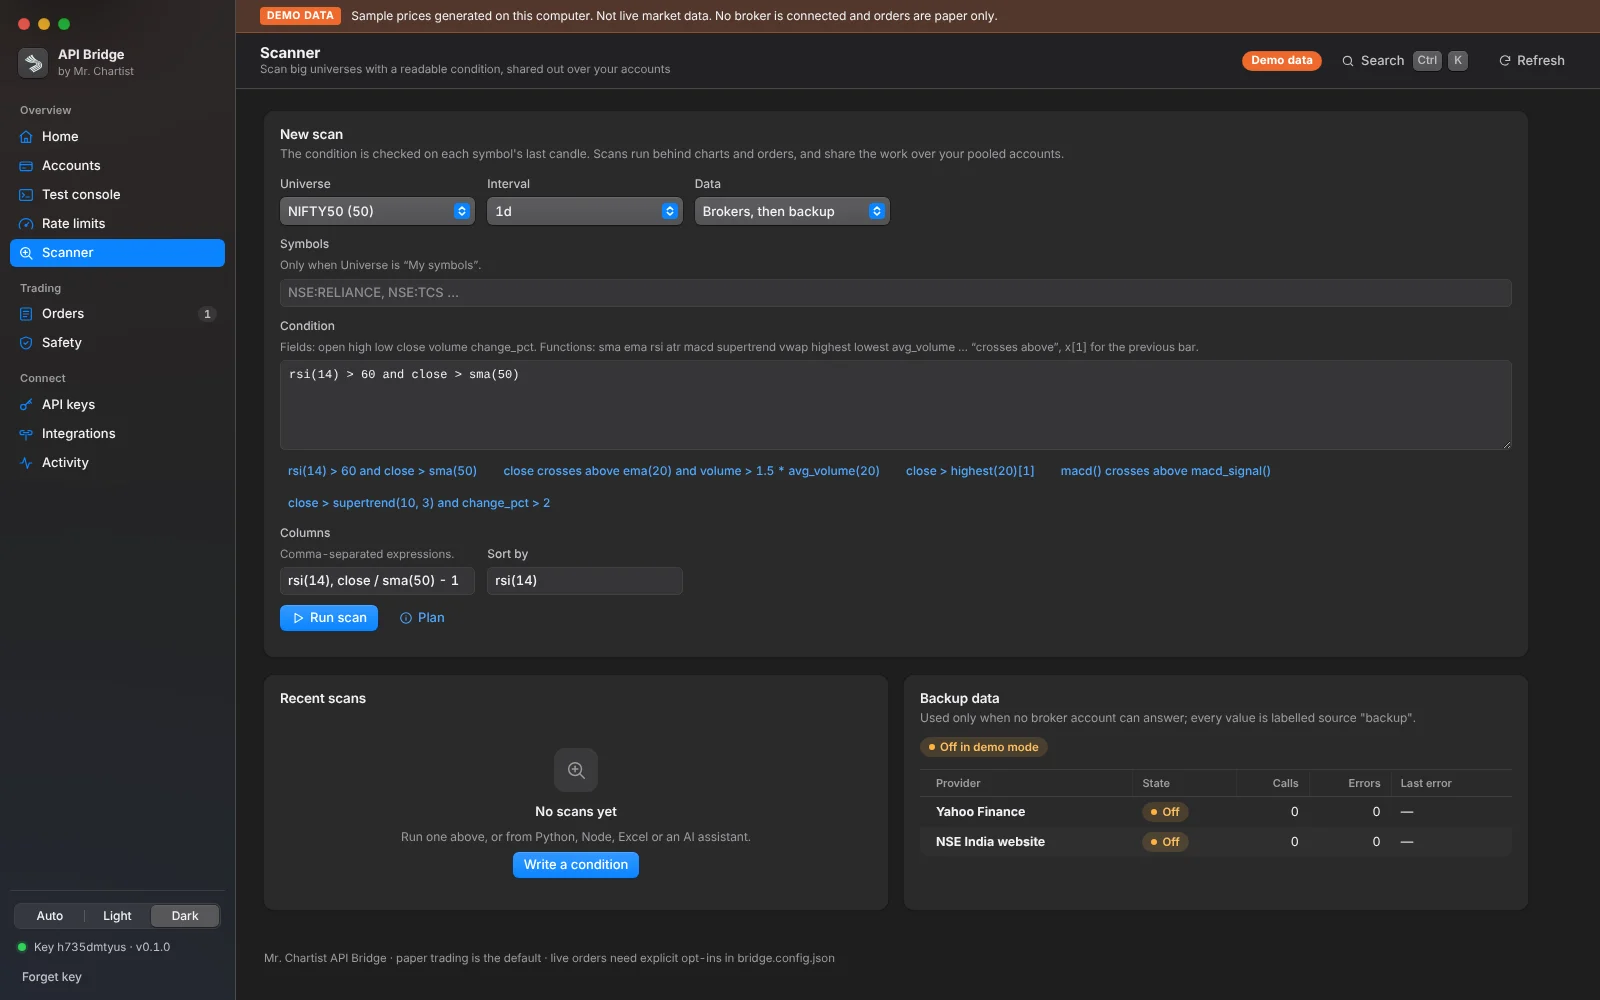 DEMO DATA Sample prices generated on this computer. Not live market data. No broker is connected and orders are paper only.
API Bridge
by Mr. Chartist
Overview
Home
Accounts
Test console
Rate limits
Scanner
Trading
Orders 1
Safety
Connect
API keys
Integrations
Activity
Auto Light Dark
Key h735dmtyus · v0.1.0
Forget key
Scanner
Scan big universes with a readable condition, shared out over your accounts
Demo data Search Ctrl K Refresh
New scan
The condition is checked on each symbol's last candle. Scans run behind charts and orders, and share the work over your pooled accounts.
Universe Interval Data
NIFTY50 (50) 1d Brokers, then backup
Symbols
Only when Universe is “My symbols”.
NSE:RELIANCE, NSE:TCS ...
Condition
Fields: open high low close volume change_pct. Functions: sma ema rsi atr macd supertrend vwap highest lowest avg_volume ... “crosses above”, x[1] for the previous bar.
rsi(14) > 60 and close > sma(50)
rsi(14) > 60 and close > sma(50) close crosses above ema(20) and volume > 1.5 * avg_volume(20) close > highest(20)[1] macd() crosses above macd_signal()
close > supertrend(10, 3) and change_pct > 2
Columns
Comma-separated expressions. Sort by
rsi(14), close / sma(50) - 1 rsi(14)
Run scan Plan
Recent scans
No scans yet
Run one above, or from Python, Node, Excel or an AI assistant.
Write a condition
Backup data
Used only when no broker account can answer; every value is labelled source "backup".
Off in demo mode
Provider State Calls Errors Last error
Yahoo Finance Off 0 0 —
NSE India website Off 0 0 —
Mr. Chartist API Bridge · paper trading is the default · live orders need explicit opt-ins in bridge.config.json